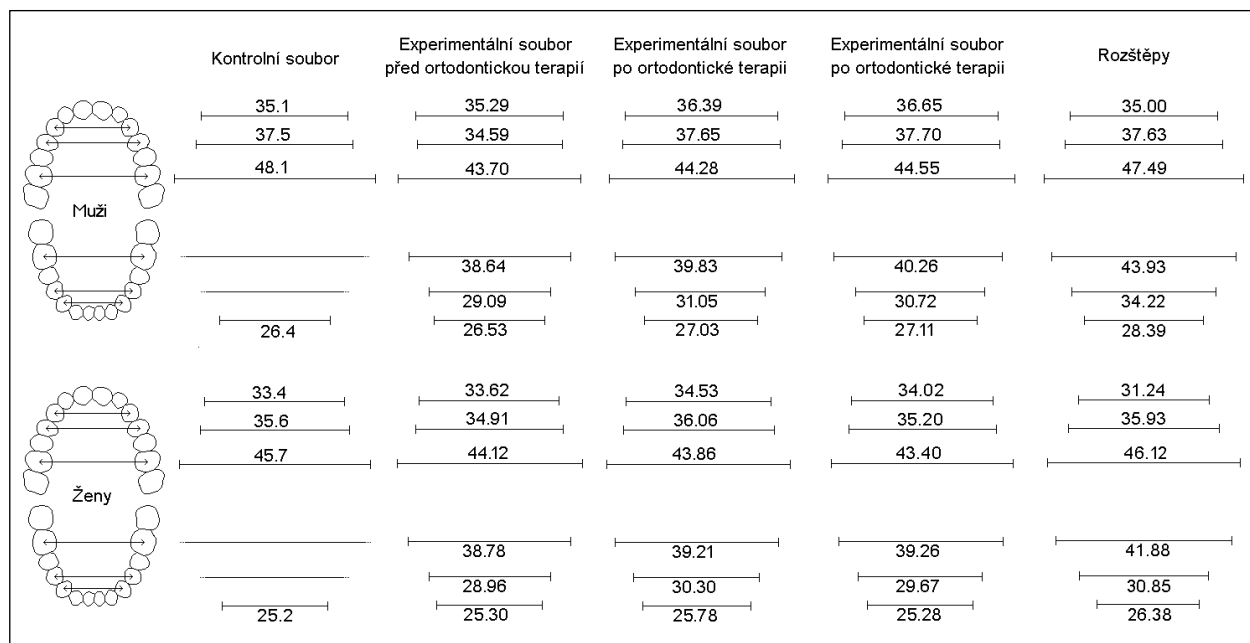 Kontrolní soubor
Experimentální soubor
před ortodontickou terapií
Experimentální soubor
po ortodontické terapii
Experimentální soubor
po ortodontické terapii
Rozštěpy
35.1 35.29 36.39 36.65 35.00
37.5 34.59 37.65 37.70 37.63
48.1 43.70 44.28 44.55 47.49
Muži
38.64 39.83 40.26 43.93
29.09 31.05 30.72 34.22
26.4 26.53 27.03 27.11 28.39
33.4 33.62 34.53 34.02 31.24
35.6 34.91 36.06 35.20 35.93
45.7 44.12 43.86 43.40 46.12
Ženy
38.78 39.21 39.26 41.88
28.96 30.30 29.67 30.85
25.2 25.30 25.78 25.28 26.38